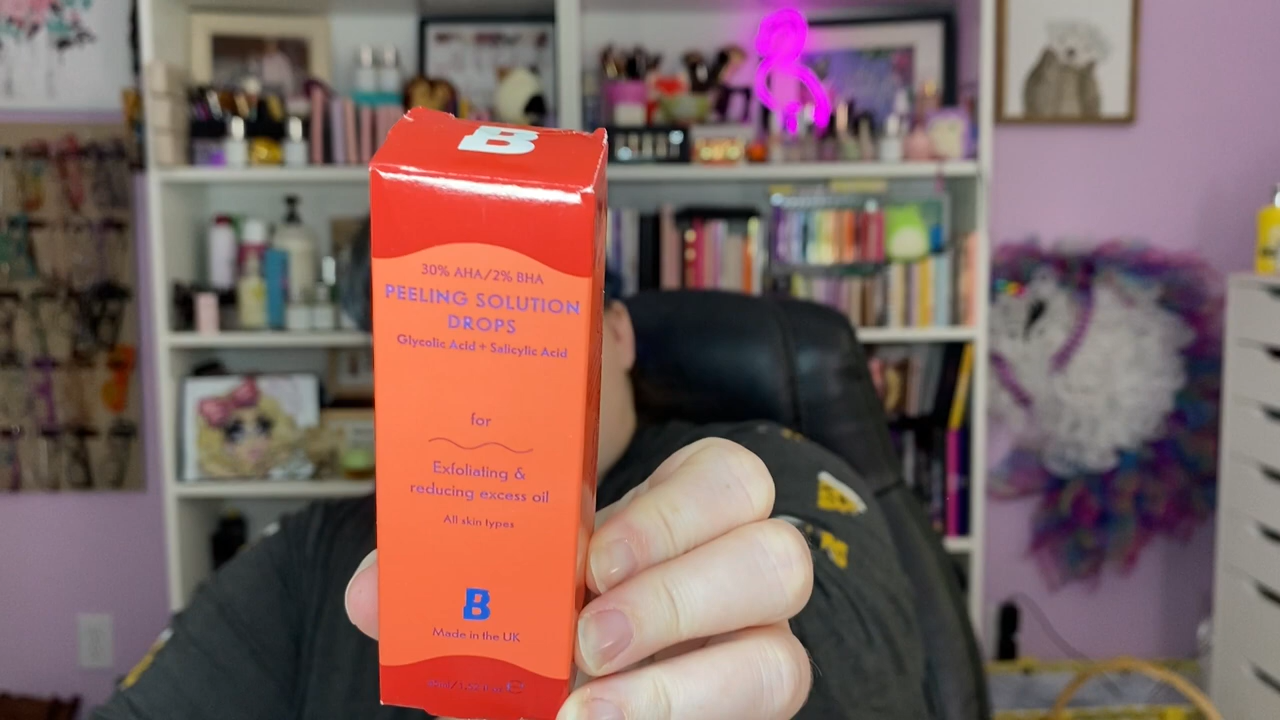 B
30% AHA/2% BHA
PEELING SOLUTION
DROPS
Glycolic Acid + Salicylic Acid
for
Exfoliating &
reducing excess oil
All skin types
B
Made in the UK